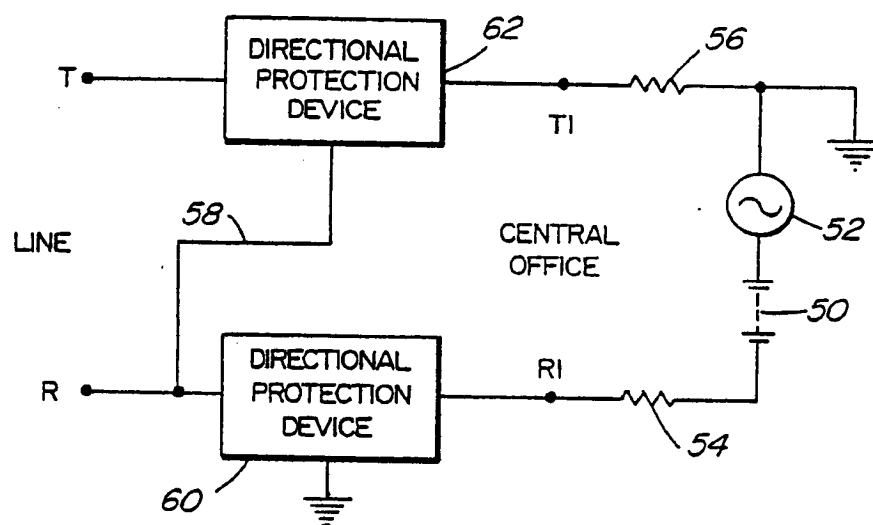 DIRECTIONAL
PROTECTION
DEVICE
62
56
T
T1
58
LINE
CENTRAL
OFFICE
52
50
DIRECTIONAL
PROTECTION
DEVICE
R
R1
54
60